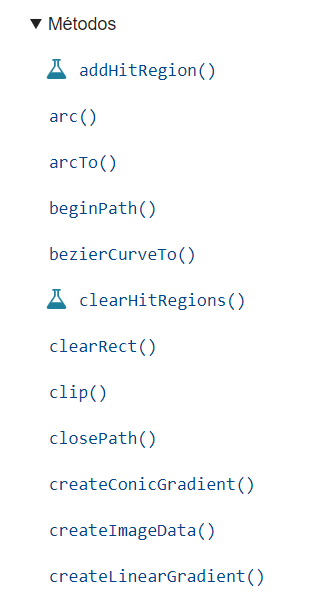 Métodos
addHitRegion()
arc()
arcTo()
beginPath()
bezierCurveTo()
clearHitRegions()
clearRect()
clip()
closePath()
createConicGradient()
createImageData()
createLinearGradient()